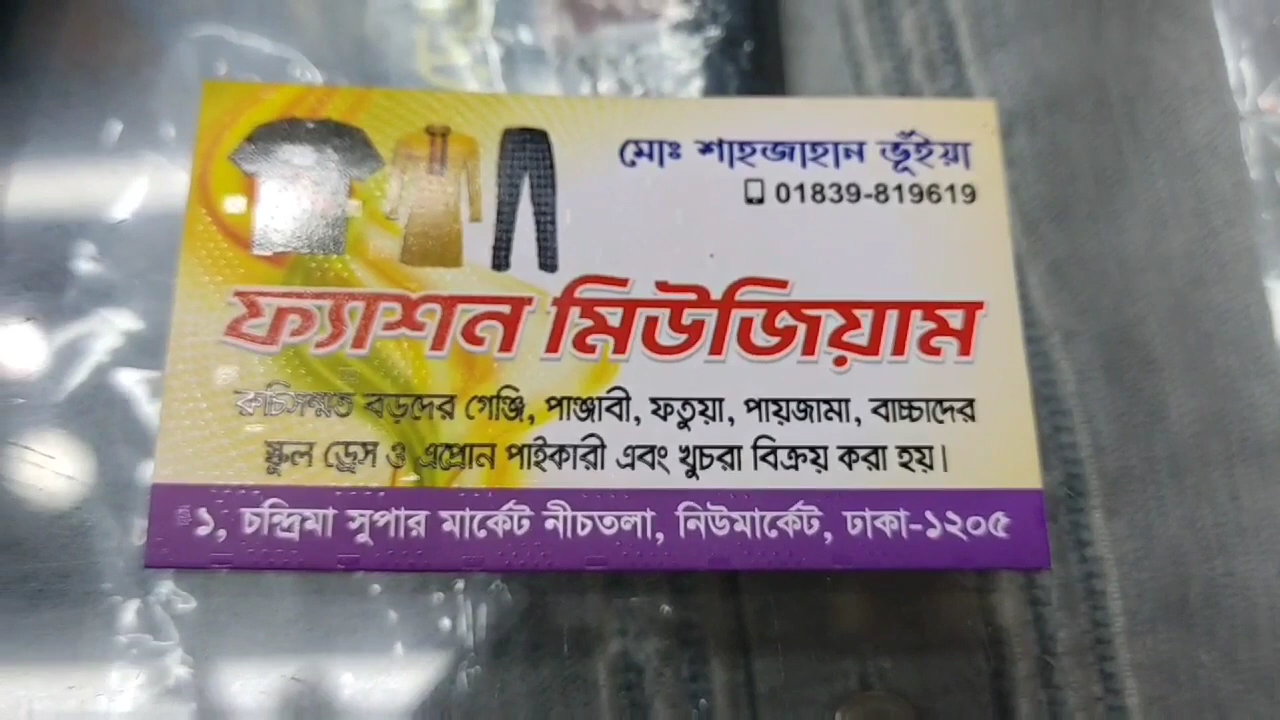 মোঃ শাহজাহান ভূঁইয়া
01839-819619
ফ্যাশন মিউজিয়াম
রুচিসম্মত বড়দের গেঞ্জি, পাঞ্জাবী, ফতুয়া, পায়জামা, বাচ্চাদের
স্কুল ড্রেস ও এপ্রোন পাইকারী এবং খুচরা বিক্রয় করা হয়।
১, চন্দ্রিমা সুপার মার্কেট নীচতলা, নিউমার্কেট, ঢাকা-১২০৫